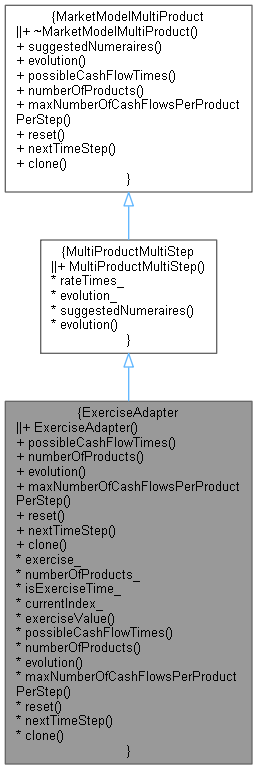 {MarketModelMultiProduct
||+ ~MarketModelMultiProduct()
+ suggestedNumeraires()
+ evolution()
+ possibleCashFlowTimes()
+ numberOfProducts()
+ maxNumberOfCashFlowsPerProduct
PerStep()
+ reset()
+ nextTimeStep()
+ clone()
}
{MultiProductMultiStep
||+ MultiProductMultiStep()
* rateTimes_
* evolution_
* suggestedNumeraires()
* evolution()
}
{ExerciseAdapter
||+ ExerciseAdapter()
+ possibleCashFlowTimes()
+ numberOfProducts()
+ evolution()
+ maxNumberOfCashFlowsPerProduct
PerStep()
+ reset()
+ nextTimeStep()
+ clone()
* exercise_
* numberOfProducts_
* isExerciseTime_
* currentIndex_
* exerciseValue()
* possibleCashFlowTimes()
* numberOfProducts()
* evolution()
* maxNumberOfCashFlowsPerProduct
PerStep()
* reset()
* nextTimeStep()
* clone()
}